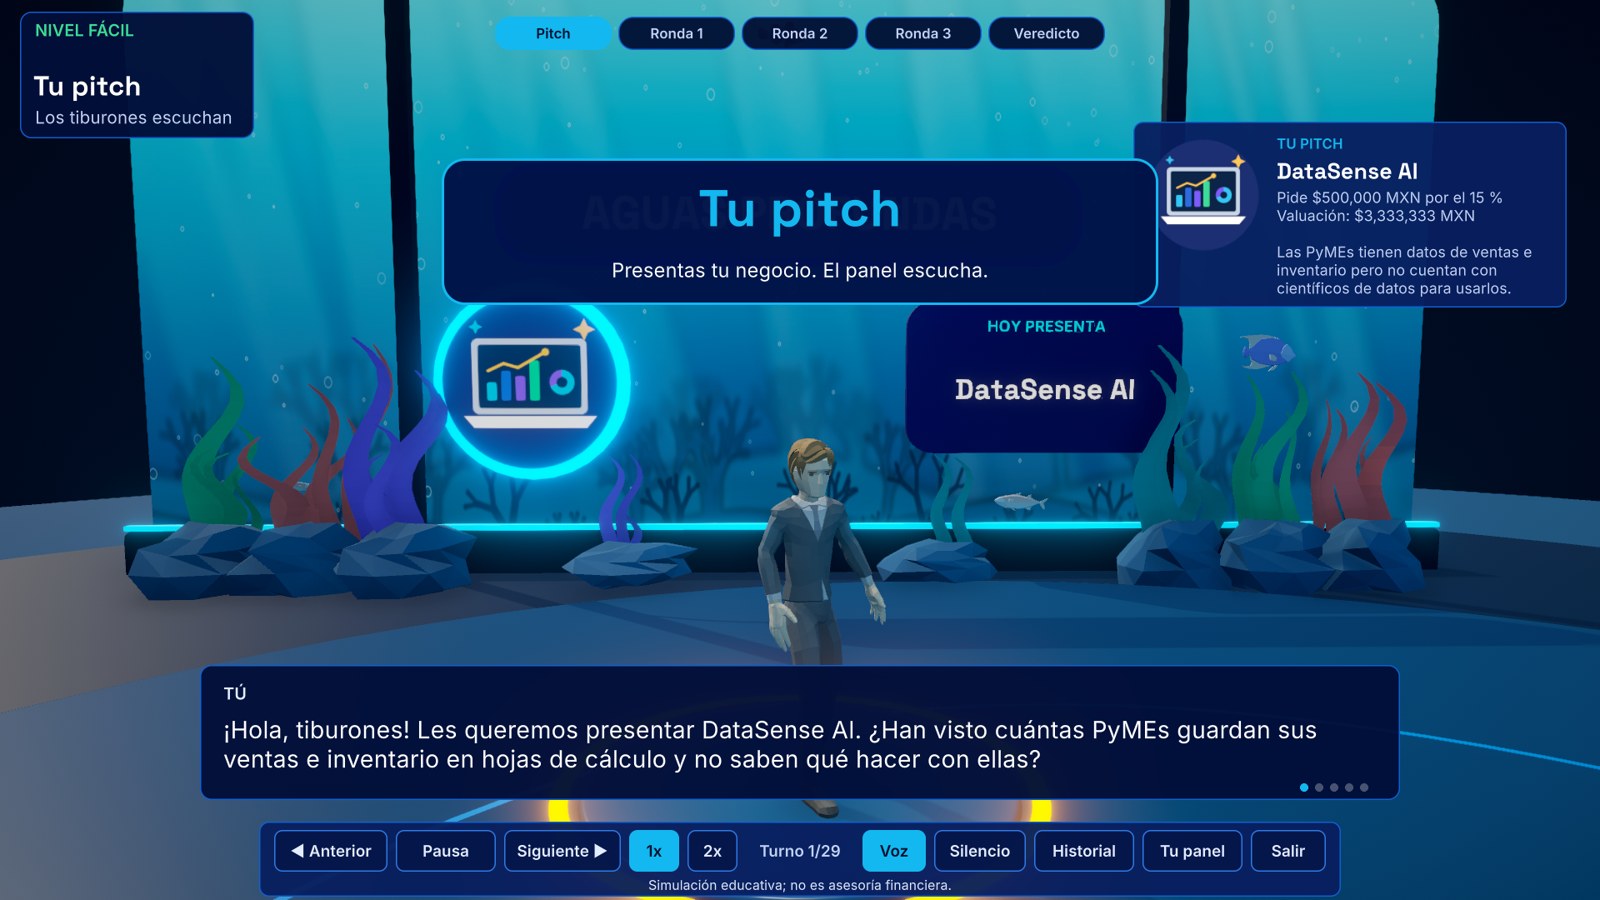 NIVEL FÁCIL
Tu pitch
Los tiburones escuchan
Pitch
Ronda 1
Ronda 2
Ronda 3
Veredicto
Tu pitch
Presentas tu negocio. El panel escucha.
TU PITCH
DataSense AI
Pide $500,000 MXN por el 15 %
Valuación: $3,333,333 MXN
Las PyMEs tienen datos de ventas e
inventario pero no cuentan con
científicos de datos para usarlos.
HOY PRESENTA
DataSense AI
TÚ
¡Hola, tiburones! Les queremos presentar DataSense AI. ¿Han visto cuántas PyMEs guardan sus
ventas e inventario en hojas de cálculo y no saben qué hacer con ellas?
◀ Anterior
Pausa
Siguiente ▶
1x
2x
Turno 1/29
Voz
Silencio
Historial
Tu panel
Salir
Simulación educativa; no es asesoría financiera.